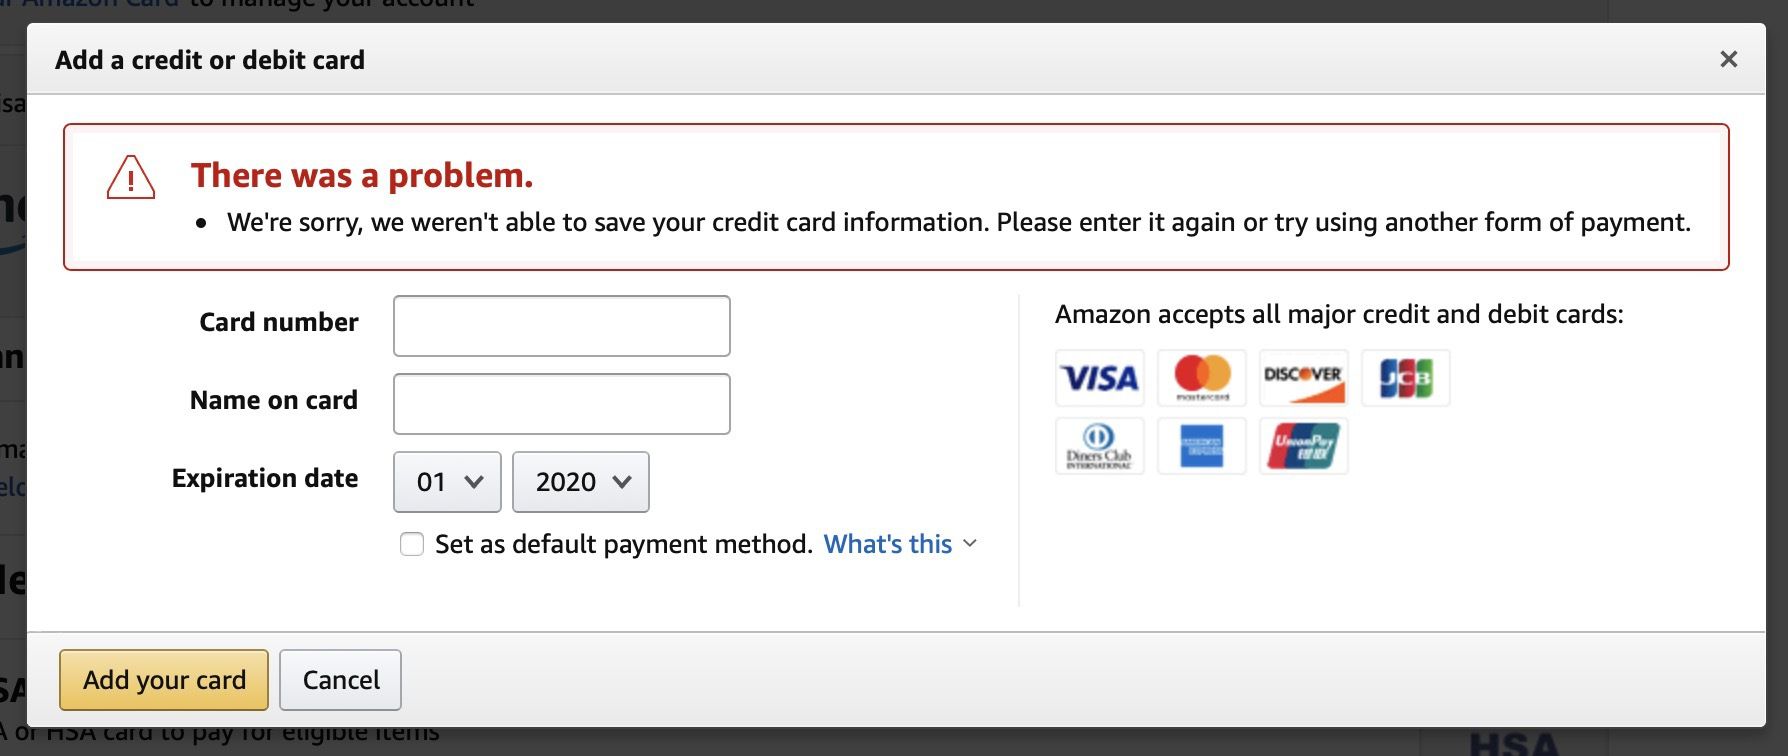 Amazon Card to manage your account
Add a credit or debit card
There was a problem.
• We're sorry, we weren't able to save your credit card information. Please enter it again or try using another form of payment.
Card number
Name on card
Expiration date
01 2020
Set as default payment method. What's this
Amazon accepts all major credit and debit cards:
VISA mastercard DISCOVER JCB
Diners Club INTERNATIONAL AMERICAN EXPRESS UnionPay 银联
Add your card Cancel
or HSA card to pay for eligible items
HSA